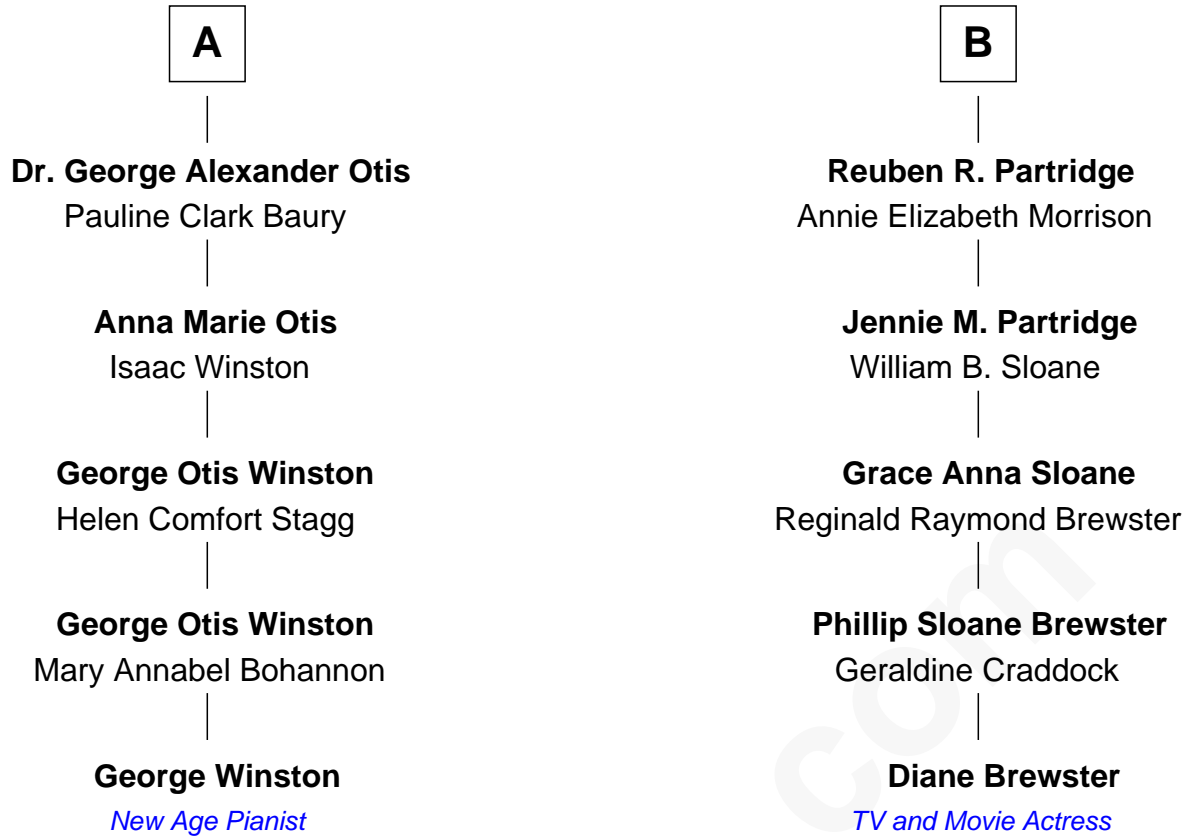 A
Dr. George Alexander Otis
Pauline Clark Baury
Anna Marie Otis
Isaac Winston
George Otis Winston
Helen Comfort Stagg
George Otis Winston
Mary Annabel Bohannon
George Winston
New Age Pianist
B
Reuben R. Partridge
Annie Elizabeth Morrison
Jennie M. Partridge
William B. Sloane
Grace Anna Sloane
Reginald Raymond Brewster
Phillip Sloane Brewster
Geraldine Craddock
Diane Brewster
TV and Movie Actress
com